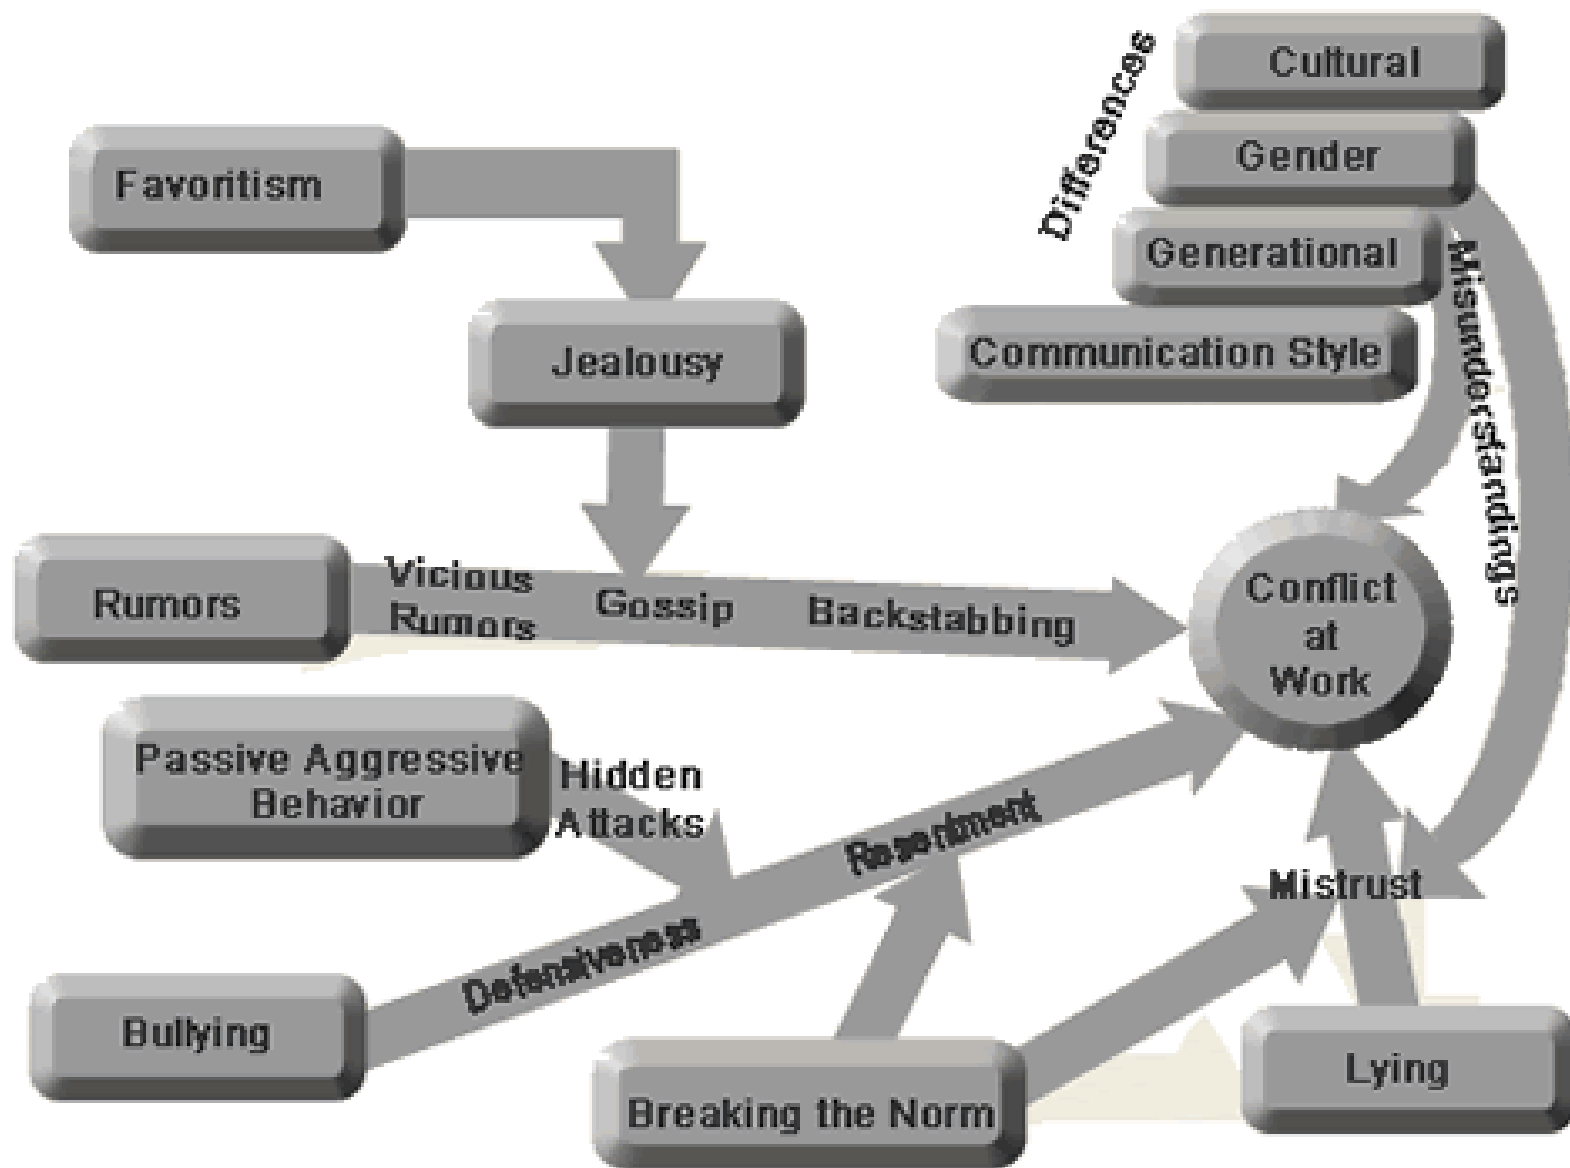 Differences
Cultural
Gender
Generational
Communication Style
Misunderstandings
Favoritism
Jealousy
Rumors
Vicious
Rumors
Gossip
Backstabbing
Conflict
at
Work
Passive Aggressive
Behavior
Hidden
Attacks
Resentment
Defensiveness
Mistrust
Bullying
Breaking the Norm
Lying